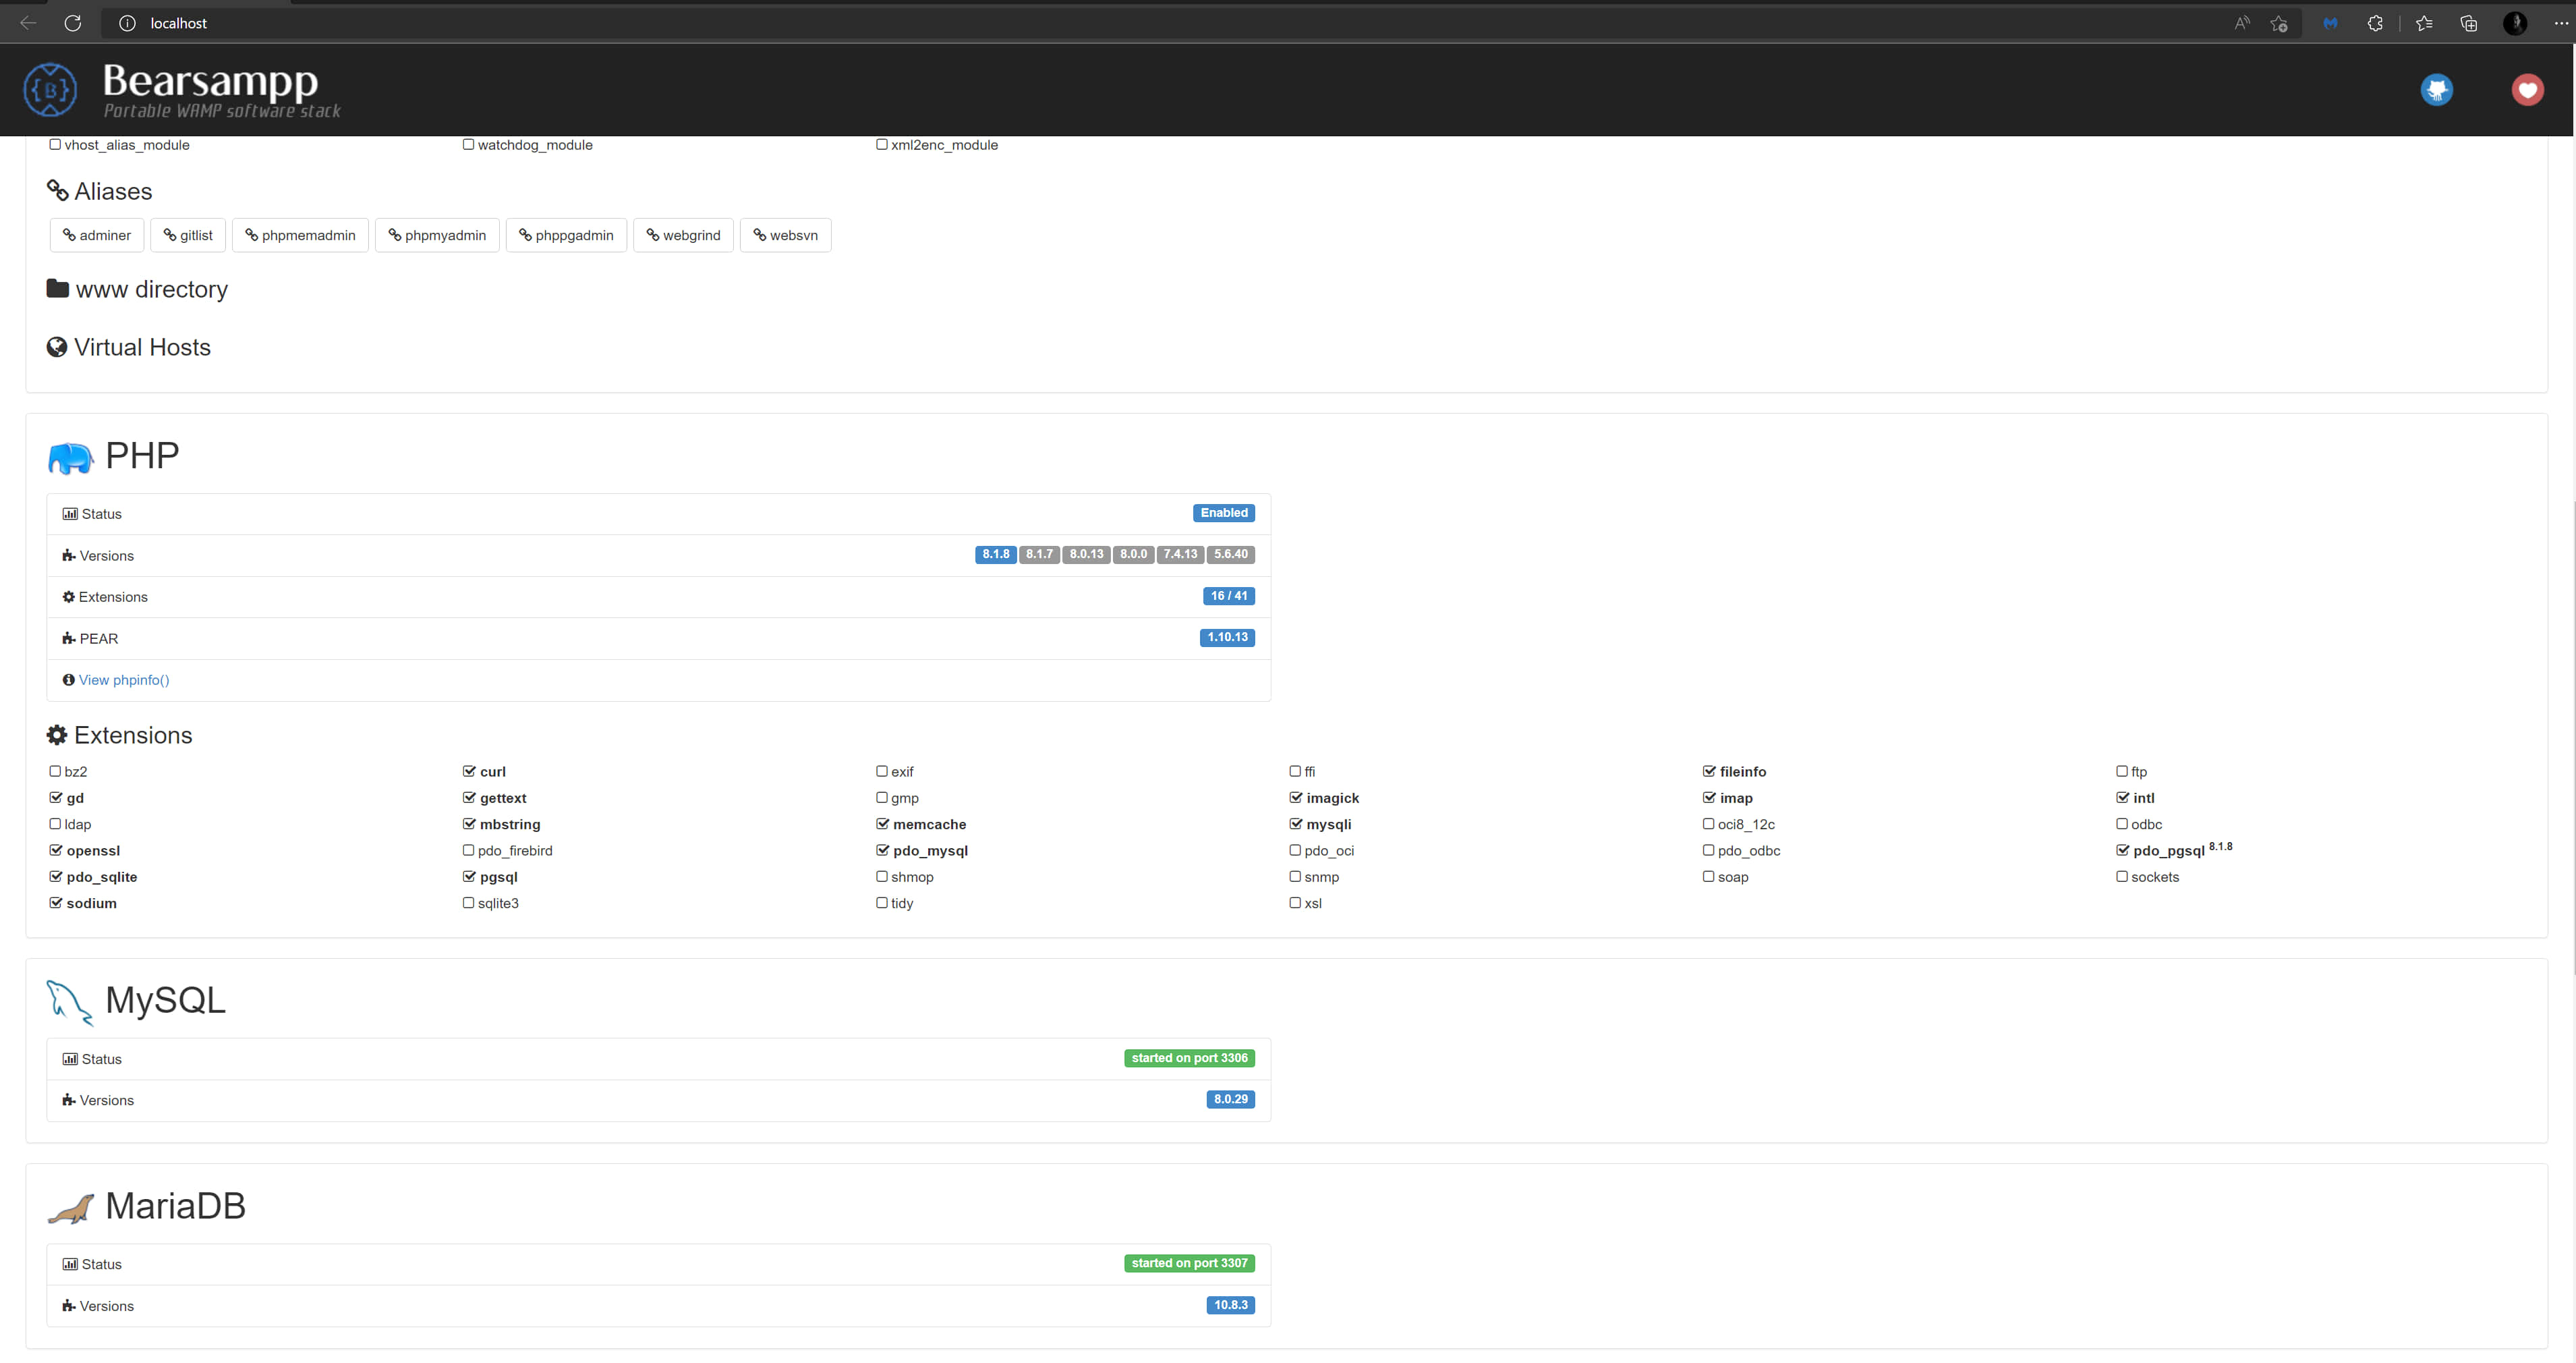 localhost
Bearsampp
Portable WAMP software stack
vhost_alias_module watchdog_module xml2enc_module
Aliases
adminer gitlist phpmemadmin phpmyadmin phppgadmin webgrind websvn
www directory
Virtual Hosts
PHP
Status Enabled
Versions 8.1.8 8.1.7 8.0.13 8.0.0 7.4.13 5.6.40
Extensions 16 / 41
PEAR 1.10.13
View phpinfo()
Extensions
bz2 curl exif ffi fileinfo ftp
gd gettext gmp imagick imap intl
ldap mbstring memcache mysqli oci8_12c odbc
openssl pdo_firebird pdo_mysql pdo_oci pdo_odbc pdo_pgsql 8.1.8
pdo_sqlite pgsql shmop snmp soap sockets
sodium sqlite3 tidy xsl
MySQL
Status started on port 3306
Versions 8.0.29
MariaDB
Status started on port 3307
Versions 10.8.3